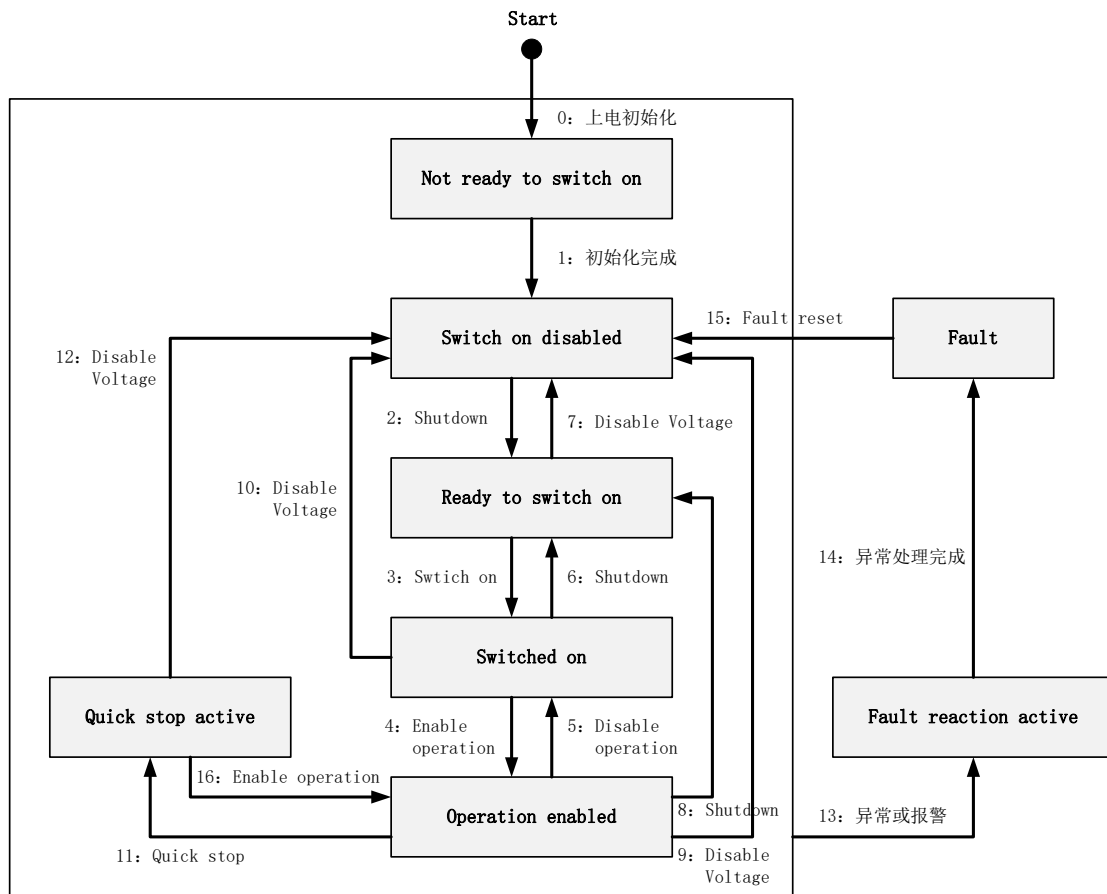 Start
0: 上电初始化
Not ready to switch on
1: 初始化完成
Switch on disabled
15: Fault reset
Fault
12: Disable
Voltage
2: Shutdown
7: Disable Voltage
10: Disable
Voltage
Ready to switch on
3: Swtich on
6: Shutdown
14: 异常处理完成
Switched on
Quick stop active
4: Enable
operation
5: Disable
operation
Fault reaction active
16: Enable operation
Operation enabled
8: Shutdown
13: 异常或报警
11: Quick stop
9: Disable
Voltage